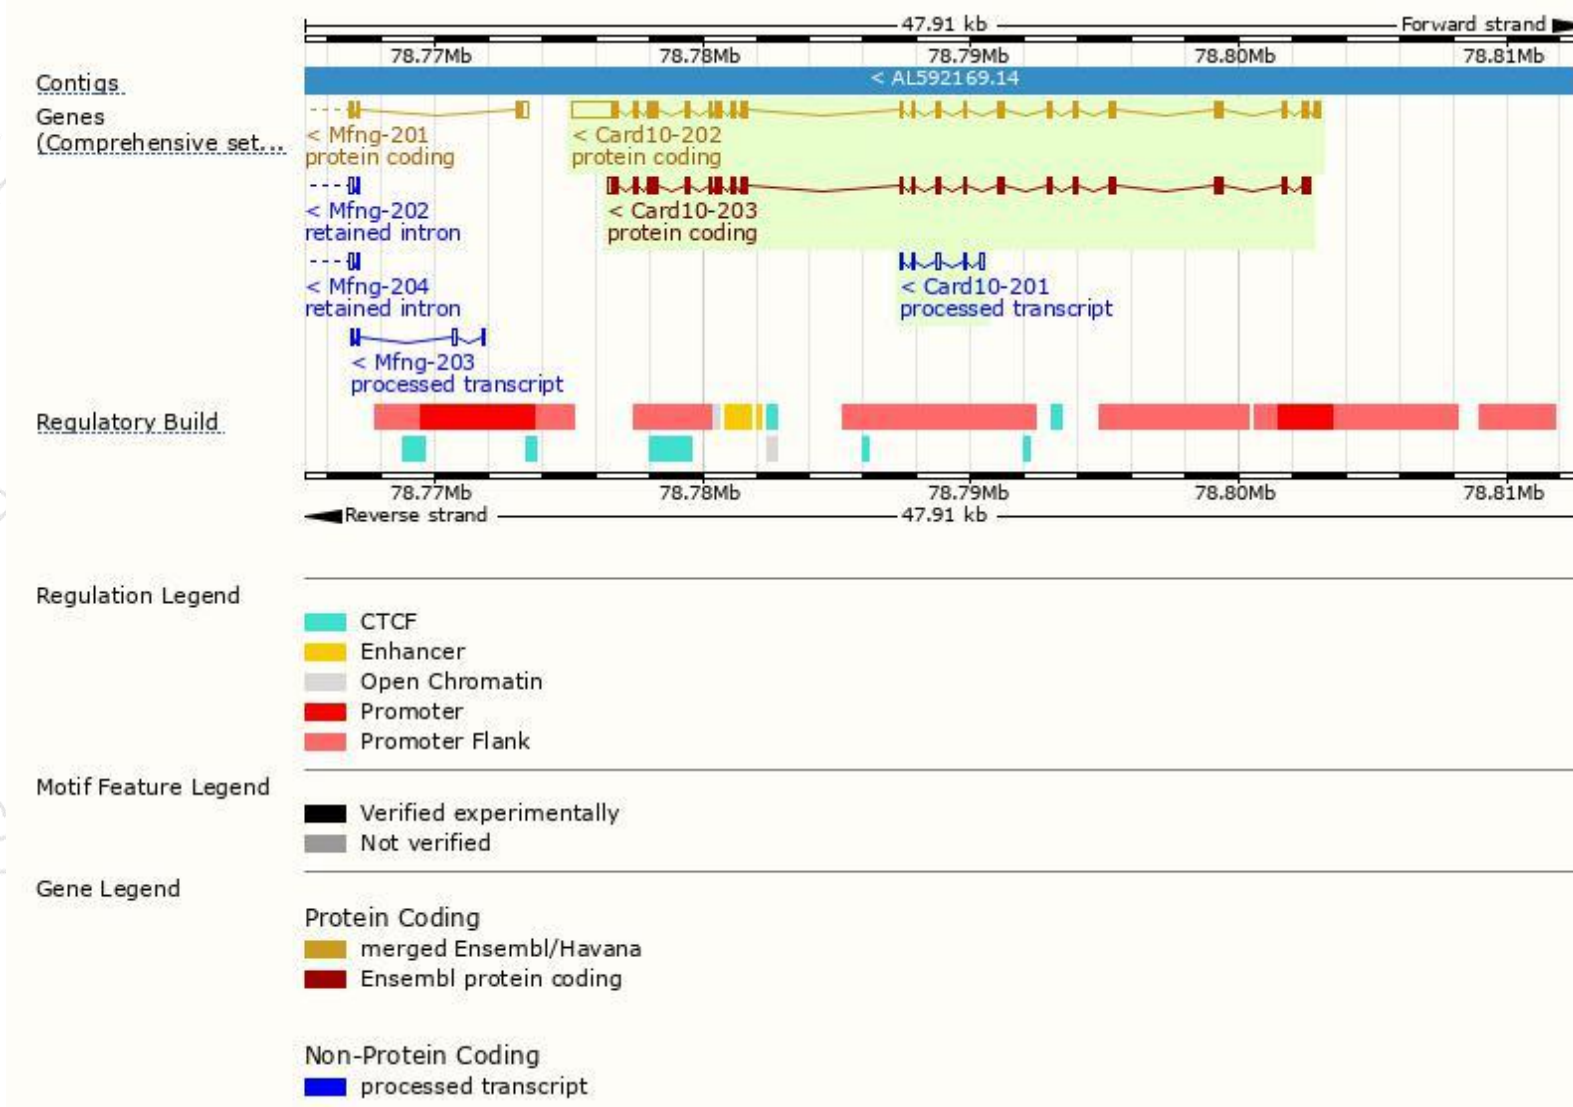 47.91 kb
Forward strand
78.77Mb 78.78Mb 78.79Mb 78.80Mb 78.81Mb
Contigs
< AL592169.14
Genes
(Comprehensive set...
< Mfng-201
protein coding
< Card10-202
protein coding
< Mfng-202
retained intron
< Card10-203
protein coding
< Mfng-204
retained intron
< Card10-201
processed transcript
< Mfng-203
processed transcript
Regulatory Build
78.77Mb 78.78Mb 78.79Mb 78.80Mb 78.81Mb
Reverse strand
47.91 kb
Regulation Legend
CTCF
Enhancer
Open Chromatin
Promoter
Promoter Flank
Motif Feature Legend
Verified experimentally
Not verified
Gene Legend
Protein Coding
merged Ensembl/Havana
Ensembl protein coding
Non-Protein Coding
processed transcript